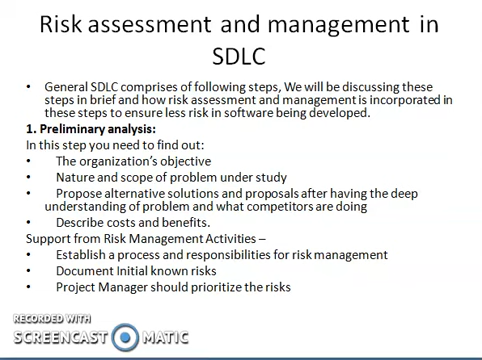 Risk assessment and management in
SDLC
• General SDLC comprises of following steps, We will be discussing these
steps in brief and how risk assessment and management is incorporated in
these steps to ensure less risk in software being developed.
1. Preliminary analysis:
In this step you need to find out:
• The organization's objective
• Nature and scope of problem under study
• Propose alternative solutions and proposals after having the deep
understanding of problem and what competitors are doing
• Describe costs and benefits.
Support from Risk Management Activities –
• Establish a process and responsibilities for risk management
• Document Initial known risks
• Project Manager should prioritize the risks
RECORDED WITH
SCREENCAST MATIC